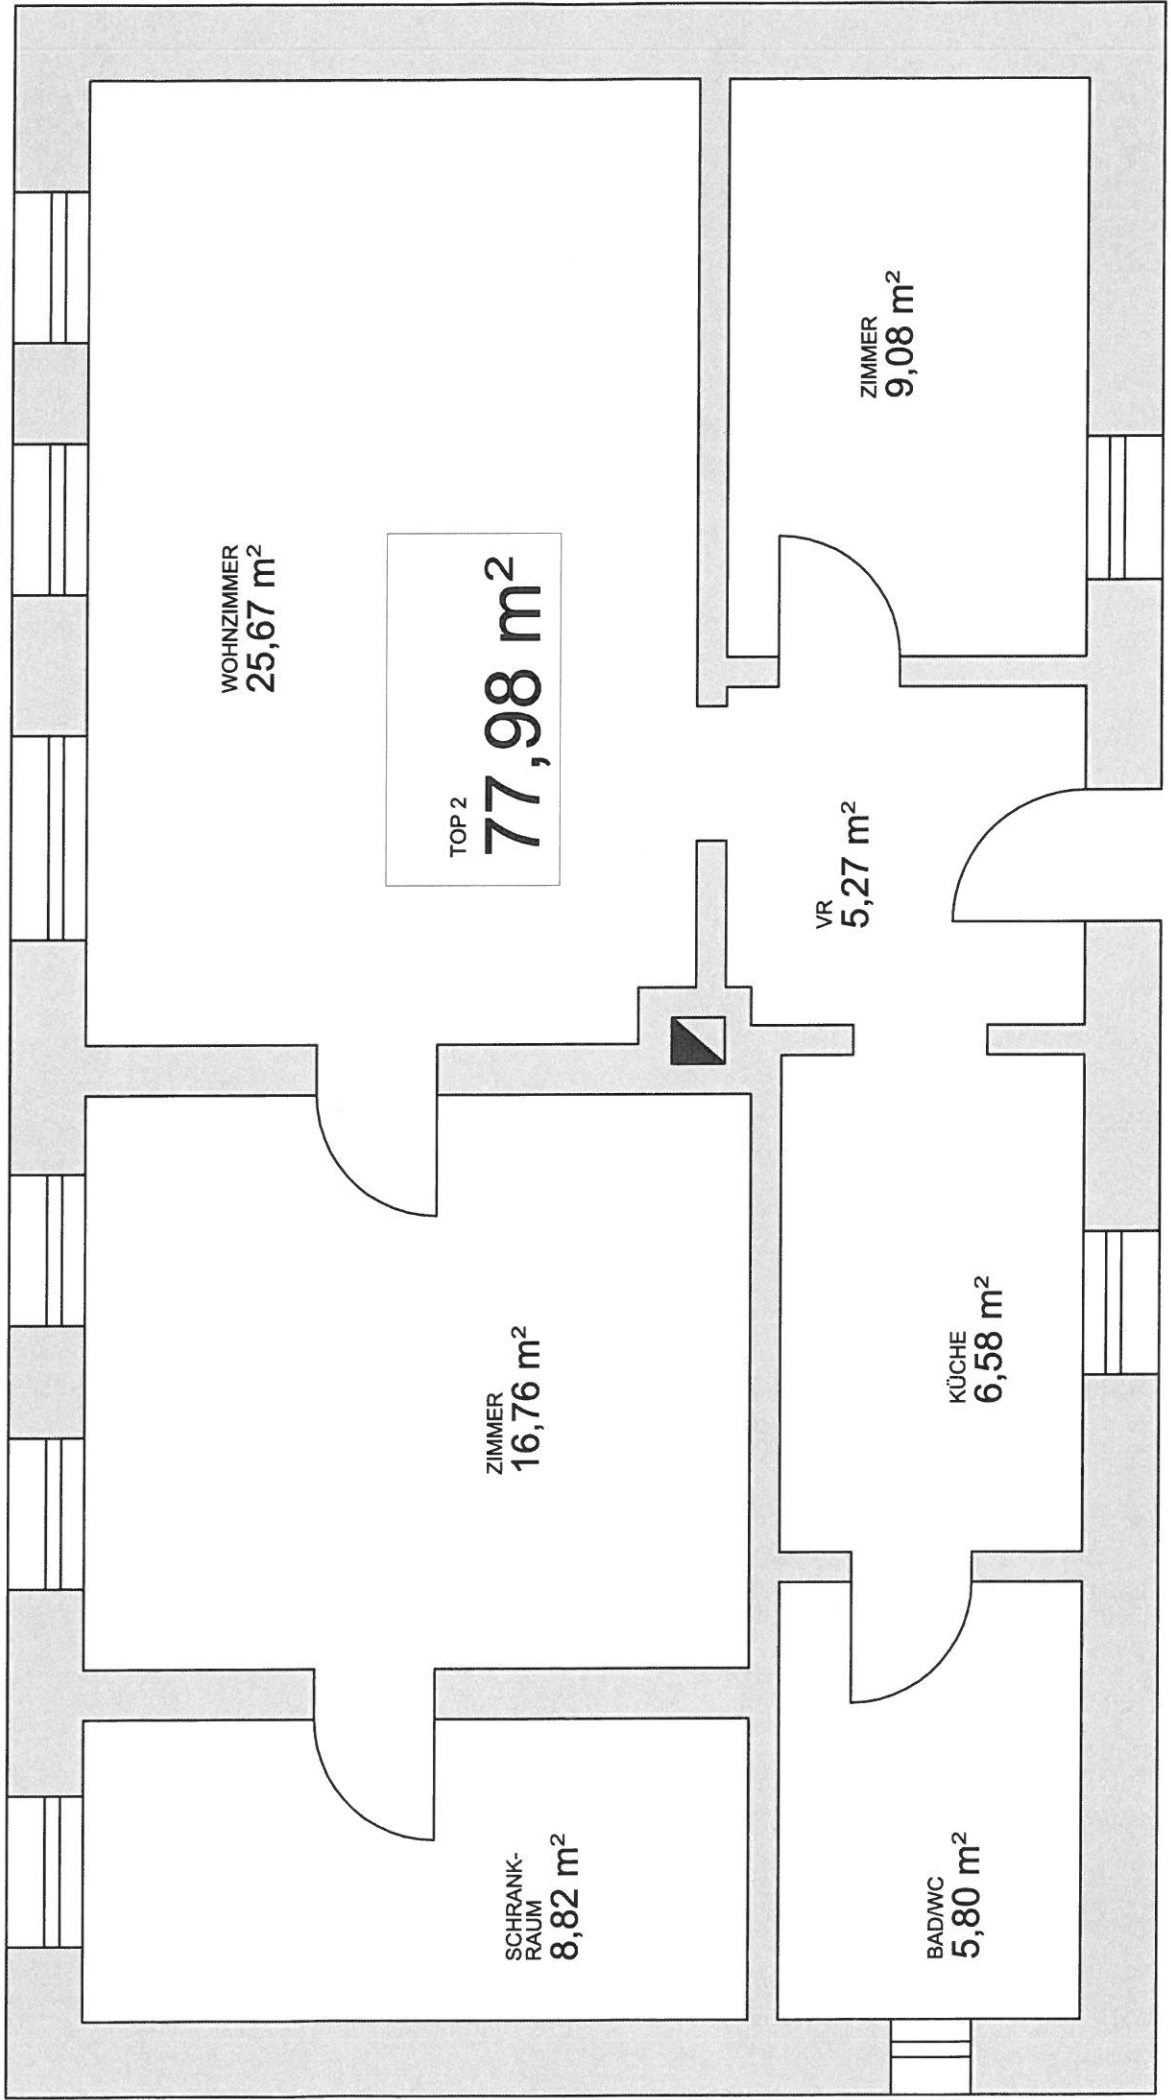 SCHRANK-
RAUM
8,82 m²
ZIMMER
16,76 m²
WOHNZIMMER
25,67 m²
TOP 2
77,98 m²
BAD/WC
5,80 m²
KÜCHE
6,58 m²
VR
5,27 m²
ZIMMER
9,08 m²